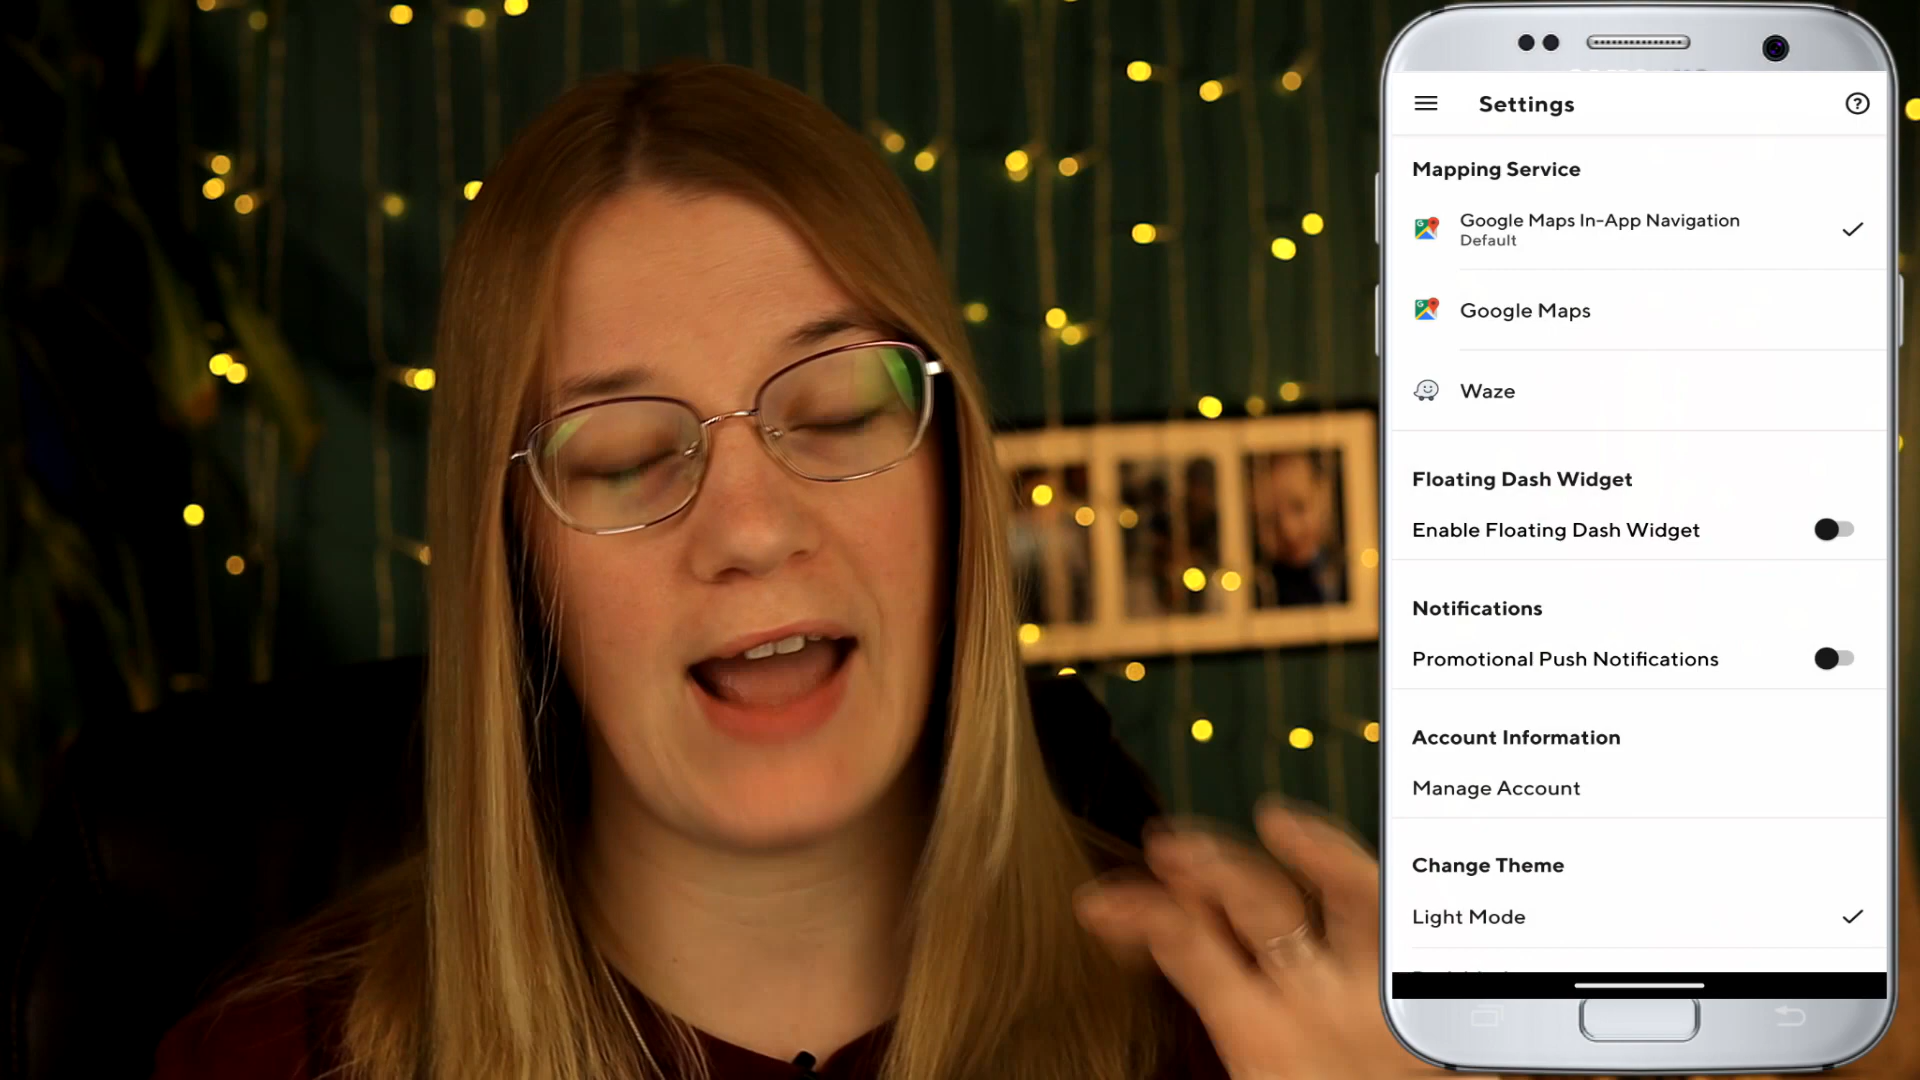 Settings
Mapping Service
Google Maps In-App Navigation
Default
Google Maps
Waze
Floating Dash Widget
Enable Floating Dash Widget
Notifications
Promotional Push Notifications
Account Information
Manage Account
Change Theme
Light Mode